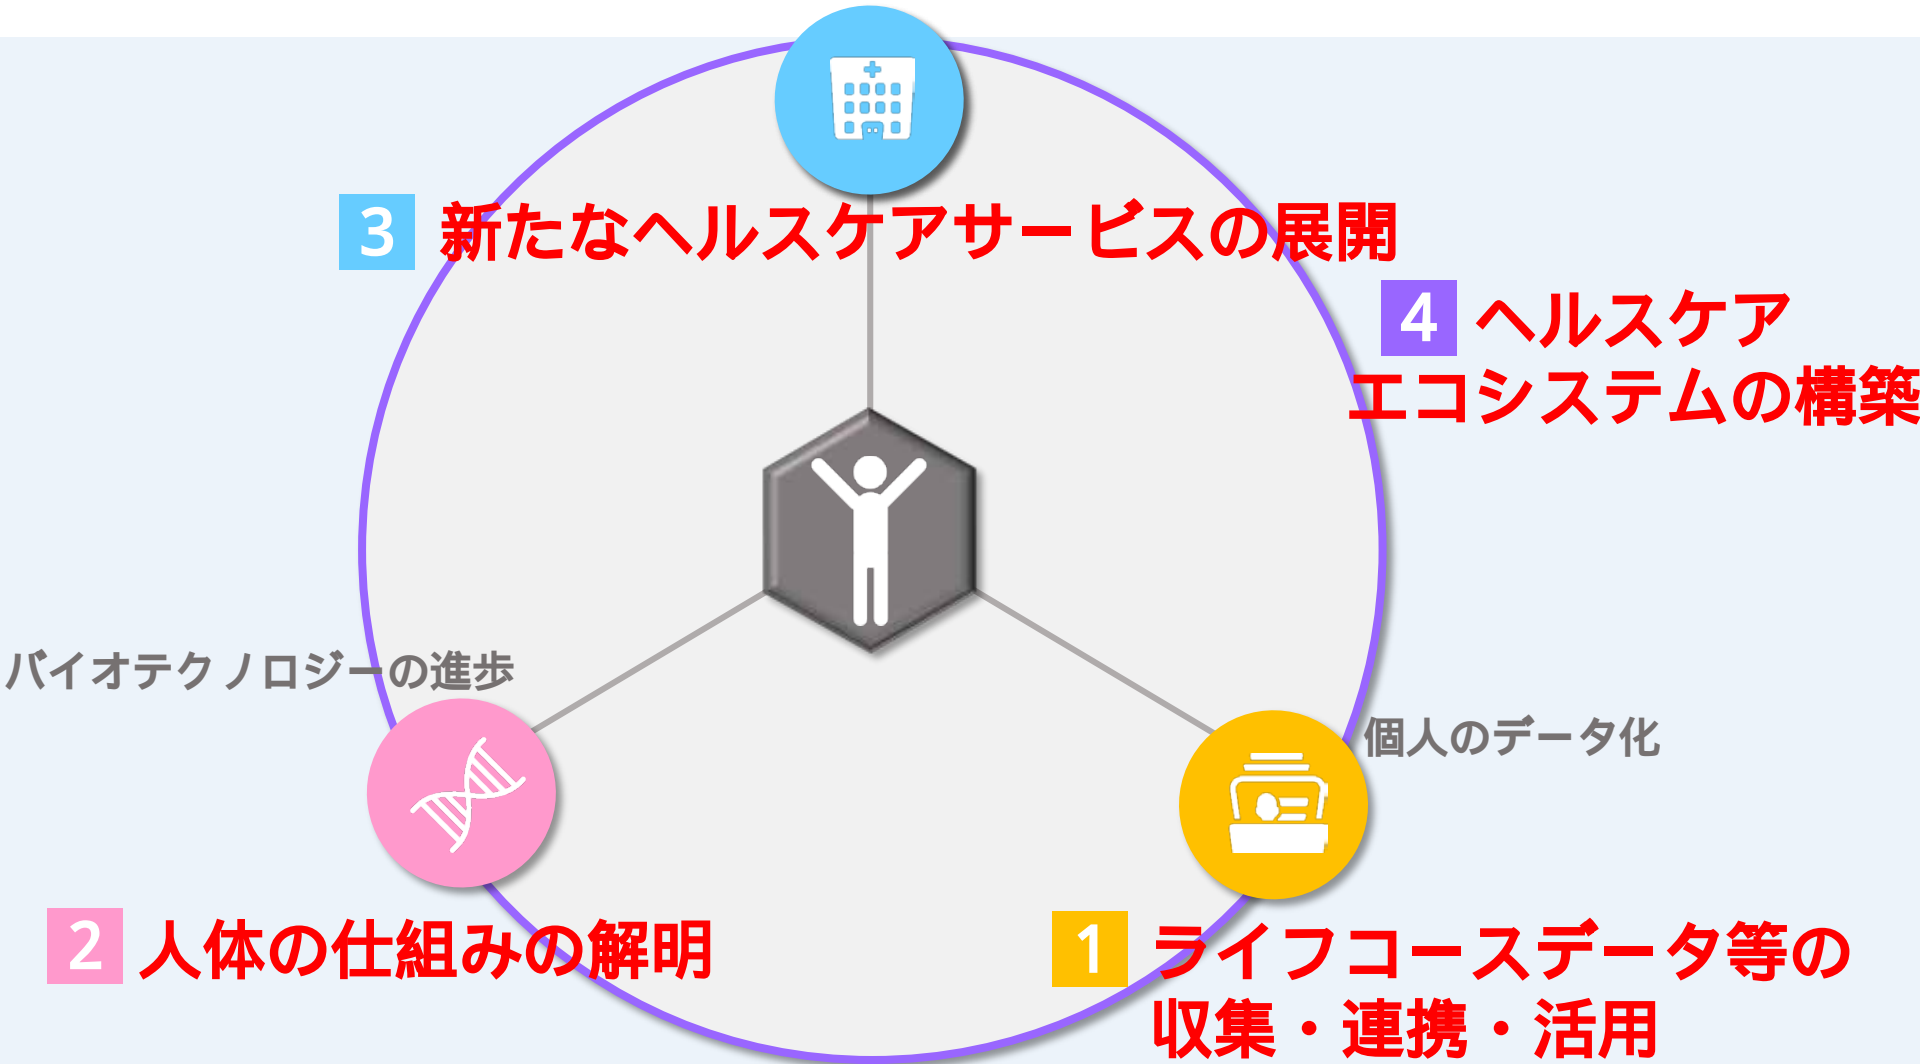 3 新たなヘルスケアサービスの展開
4 ヘルスケア
エコシステムの構築
バイオテクノロジーの進歩
個人のデータ化
2 人体の仕組みの解明
1 ライフコースデータ等の
収集・連携・活用